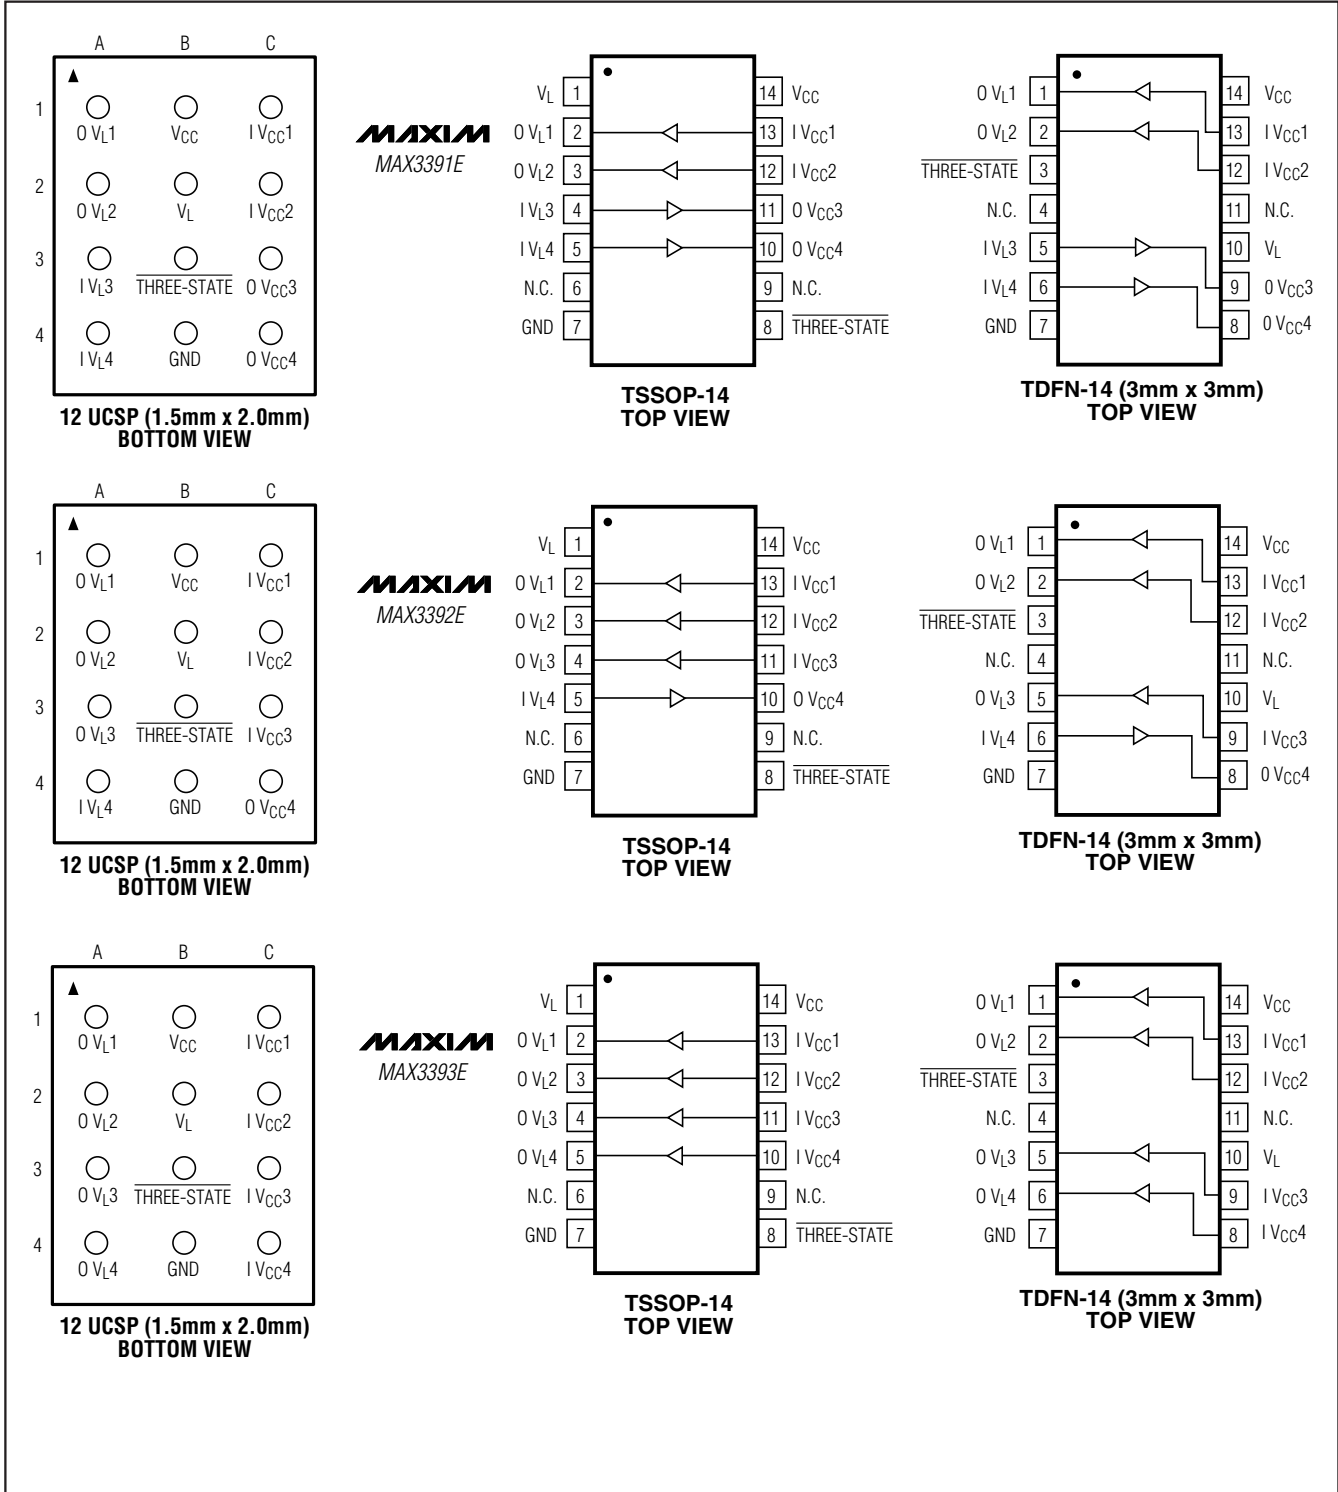 A B C
1
O VL1 VCC I VCC1
2
O VL2 VL I VCC2
3
I VL3 THREE-STATE O VCC3
4
I VL4 GND O VCC4
12 UCSP (1.5mm x 2.0mm)
BOTTOM VIEW
MAXIM
MAX3391E
VL 1 14 VCC
O VL1 2 13 I VCC1
O VL2 3 12 I VCC2
I VL3 4 11 O VCC3
I VL4 5 10 O VCC4
N.C. 6 9 N.C.
GND 7 8 THREE-STATE
TSSOP-14
TOP VIEW
O VL1 1 14 VCC
O VL2 2 13 I VCC1
THREE-STATE 3 12 I VCC2
N.C. 4 11 N.C.
I VL3 5 10 VL
I VL4 6 9 O VCC3
GND 7 8 O VCC4
TDFN-14 (3mm x 3mm)
TOP VIEW
A B C
1
O VL1 VCC I VCC1
2
O VL2 VL I VCC2
3
O VL3 THREE-STATE I VCC3
4
I VL4 GND O VCC4
12 UCSP (1.5mm x 2.0mm)
BOTTOM VIEW
MAXIM
MAX3392E
VL 1 14 VCC
O VL1 2 13 I VCC1
O VL2 3 12 I VCC2
O VL3 4 11 I VCC3
I VL4 5 10 O VCC4
N.C. 6 9 N.C.
GND 7 8 THREE-STATE
TSSOP-14
TOP VIEW
O VL1 1 14 VCC
O VL2 2 13 I VCC1
THREE-STATE 3 12 I VCC2
N.C. 4 11 N.C.
O VL3 5 10 VL
I VL4 6 9 I VCC3
GND 7 8 O VCC4
TDFN-14 (3mm x 3mm)
TOP VIEW
A B C
1
O VL1 VCC I VCC1
2
O VL2 VL I VCC2
3
O VL3 THREE-STATE I VCC3
4
O VL4 GND I VCC4
12 UCSP (1.5mm x 2.0mm)
BOTTOM VIEW
MAXIM
MAX3393E
VL 1 14 VCC
O VL1 2 13 I VCC1
O VL2 3 12 I VCC2
O VL3 4 11 I VCC3
O VL4 5 10 I VCC4
N.C. 6 9 N.C.
GND 7 8 THREE-STATE
TSSOP-14
TOP VIEW
O VL1 1 14 VCC
O VL2 2 13 I VCC1
THREE-STATE 3 12 I VCC2
N.C. 4 11 N.C.
O VL3 5 10 VL
O VL4 6 9 I VCC3
GND 7 8 I VCC4
TDFN-14 (3mm x 3mm)
TOP VIEW